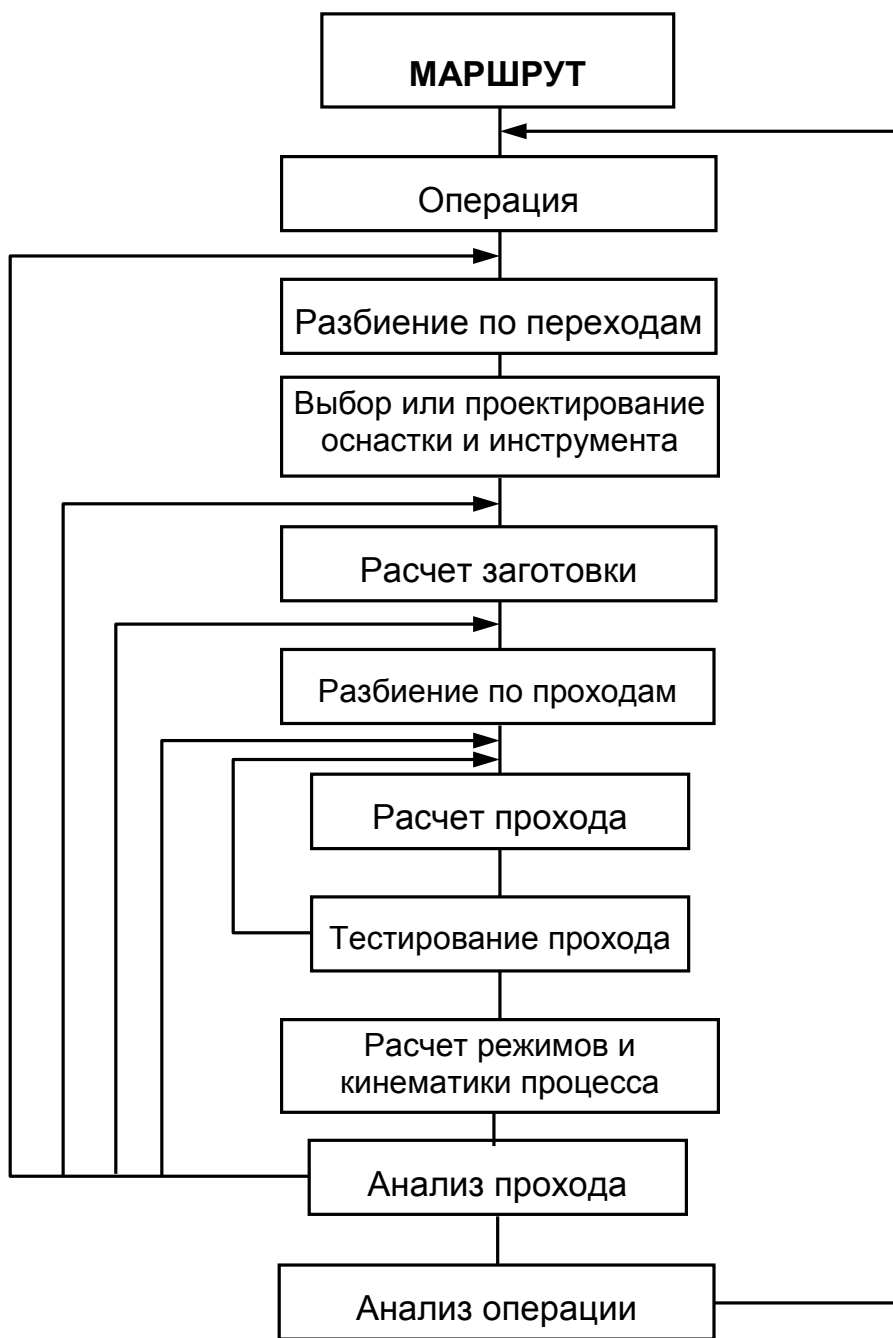 МАРШРУТ
Операция
Разбиение по переходам
Выбор или проектирование
оснастки и инструмента
Расчет заготовки
Разбиение по проходам
Расчет прохода
Тестирование прохода
Расчет режимов и
кинематики процесса
Анализ прохода
Анализ операции